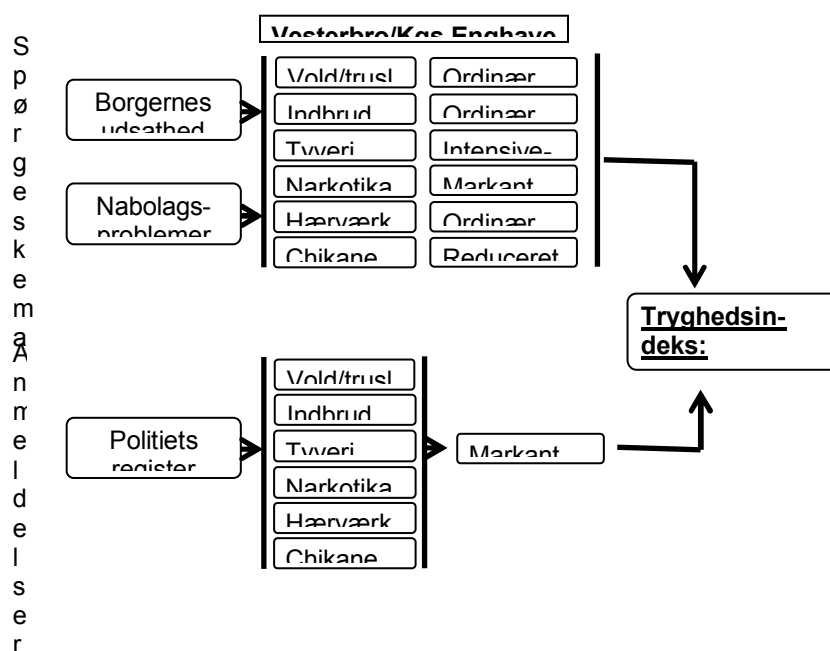 Spørgeskema
Vesterbro/Kgs Enghave
Borgernes
udsathed
Nabolags-
problemer
Vold/trusl Ordinær
Indbrud Ordinær
Tyveri Intensive-
Narkotika Markant
Hærværk Ordinær
Chikane Reduceret
Tryghedsin-
deks:
Anmeldelser
Politiets
register
Vold/trusl
Indbrud
Tyveri
Narkotika
Hærværk
Chikane
Markant